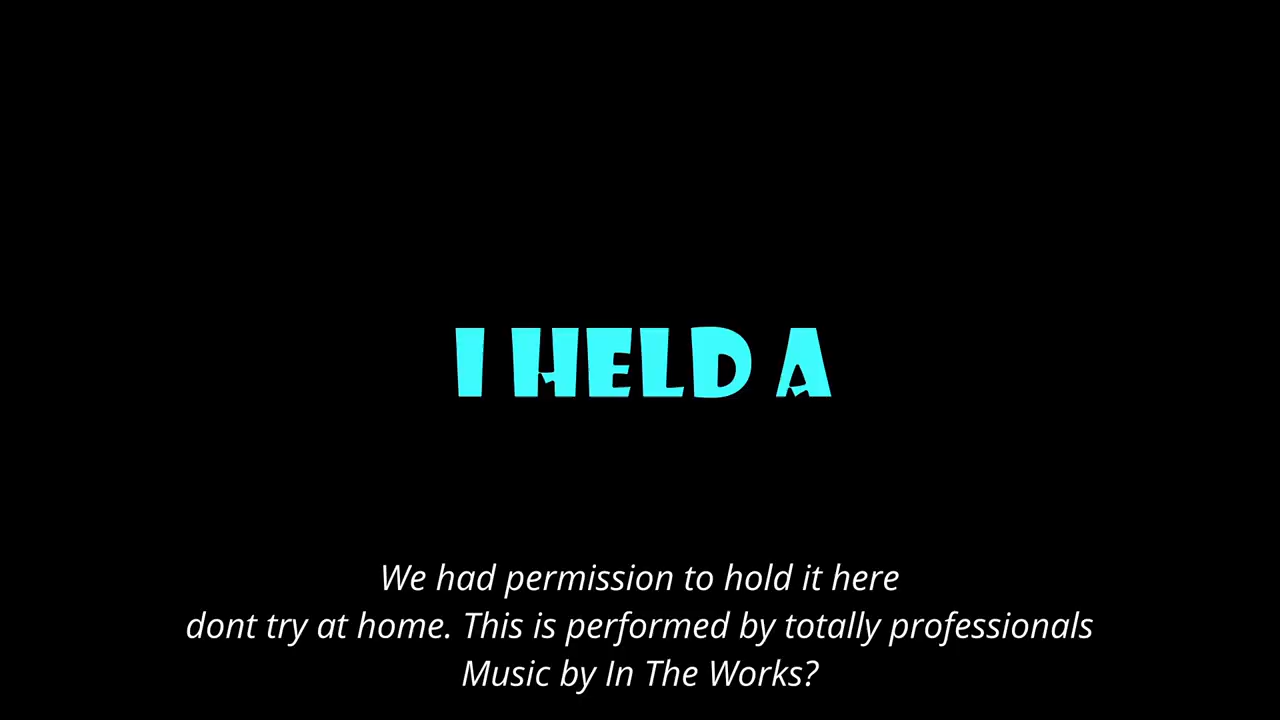 I HELD A
We had permission to hold it here
dont try at home. This is performed by totally professionals
Music by In The Works?